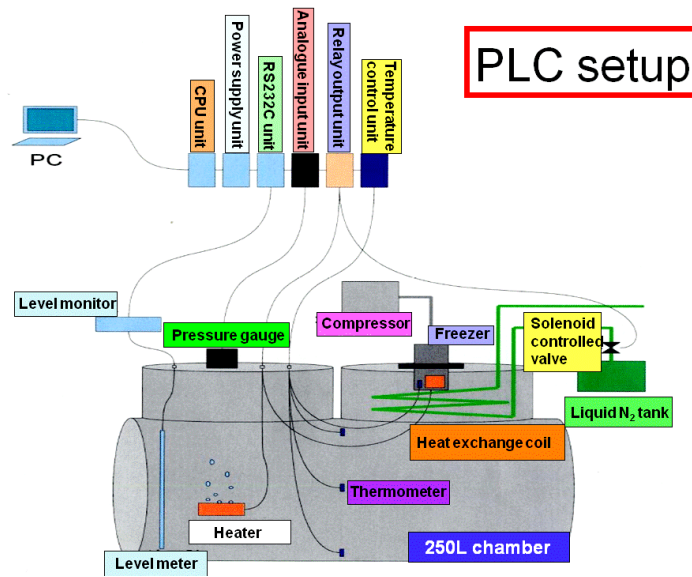 PLC setup
CPU unit
Power supply unit
RS232C unit
Analogue input unit
Relay output unit
Temperature
control unit
PC
Level monitor
Pressure gauge
Compressor
Freezer
Solenoid
controlled
valve
Liquid N₂ tank
Heat exchange coil
Thermometer
Heater
250L chamber
Level meter